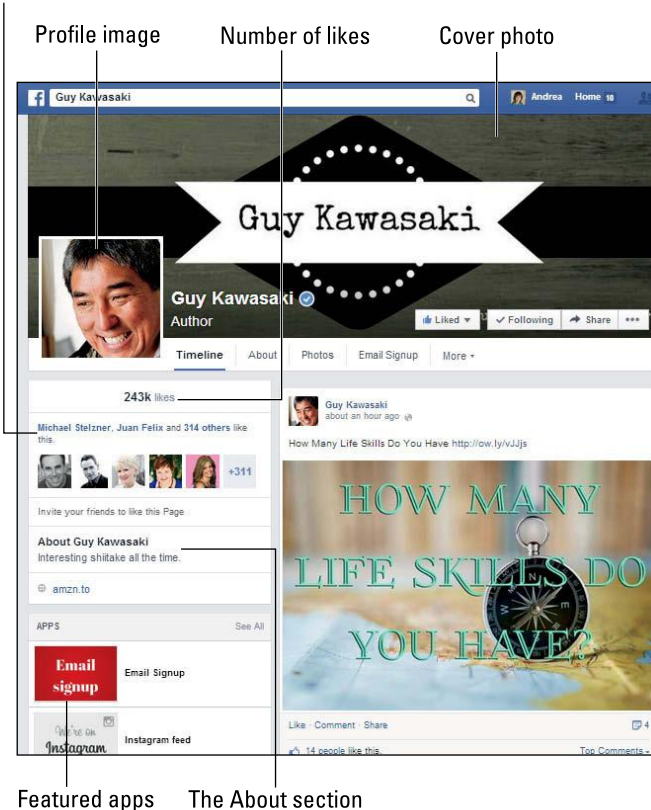 Profile image
Number of likes
Cover photo
f
Guy Kawasaki
Andrea
Home 10
Guy Kawasaki
Guy Kawasaki
Author
Liked
Following
Share
Timeline
About
Photos
Email Signup
More
243k likes
Michael Stelzner, Juan Felix and 314 others like
this.
+311
Invite your friends to like this Page
About Guy Kawasaki
Interesting shiitake all the time.
amzn.to
APPS
See All
Email
signup
Email Signup
We're on
Instagram
Instagram feed
Guy Kawasaki
about an hour ago
How Many Life Skills Do You Have http://ow.ly/vJJjs
HOW MANY
LIFE SKILLS DO
YOU HAVE?
Like · Comment · Share
4
14 people like this.
Top Comments
Featured apps
The About section